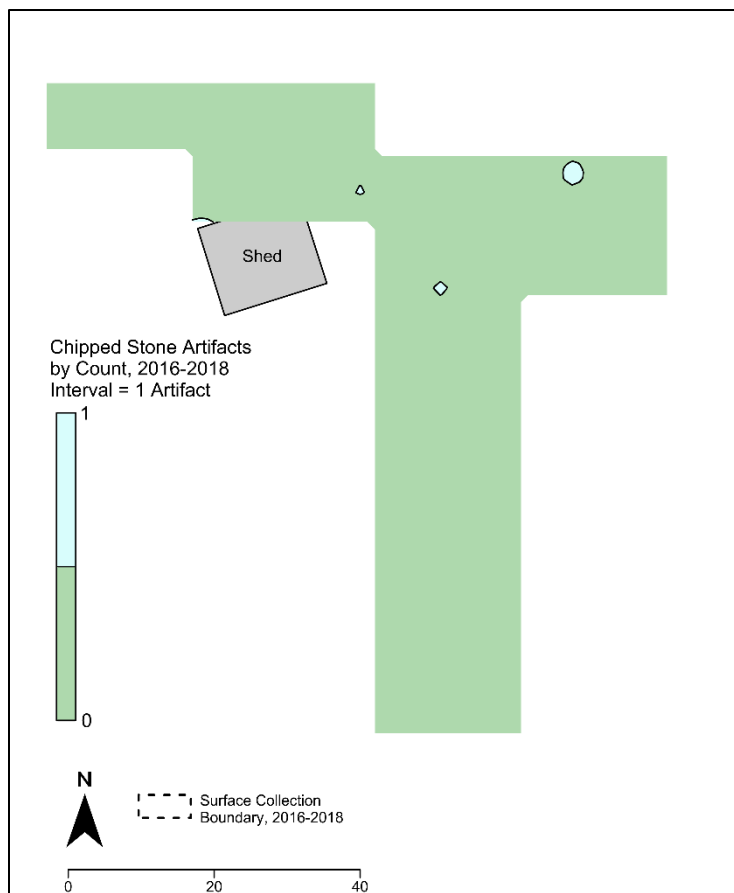 Shed
Chipped Stone Artifacts
by Count, 2016-2018
Interval = 1 Artifact
1
0
N
Surface Collection
Boundary, 2016-2018
0 20 40